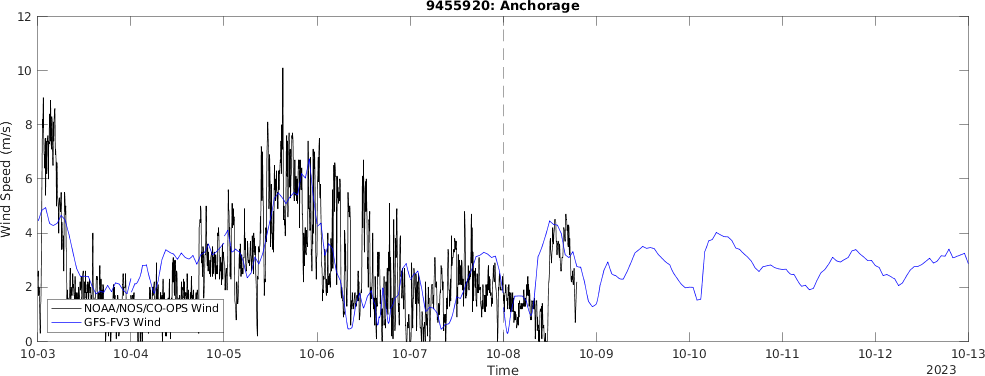 9455920: Anchorage
12
10
8
6
4
2
0
Wind Speed (m/s)
NOAA/NOS/CO-OPS Wind
GFS-FV3 Wind
10-03 10-04 10-05 10-06 10-07 10-08 10-09 10-10 10-11 10-12 10-13
Time
2023